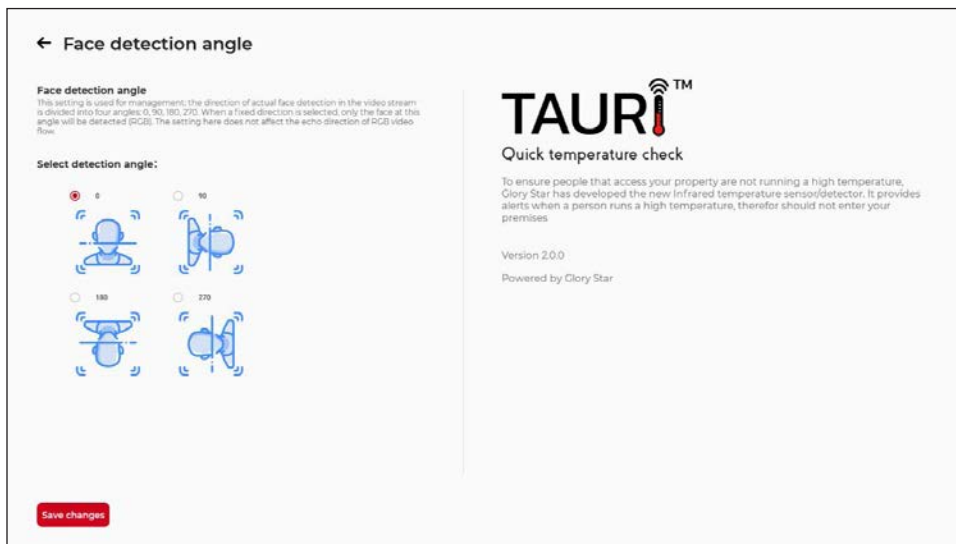 Face detection angle
Face detection angle
This setting is used for management: the direction of actual face detection in the video stream
is divided into four angles: 0, 90, 180, 270. When a fixed direction is selected, only the face at this
angle will be detected (RGB). The setting here does not affect the echo direction of RGB video
flow.
Select detection angle:
0
90
180
270
Save changes
TAURI™
Quick temperature check
To ensure people that access your property are not running a high temperature,
Glory Star has developed the new Infrared temperature sensor/detector. It provides
alerts when a person runs a high temperature, therefor should not enter your
premises
Version 2.0.0
Powered by Glory Star